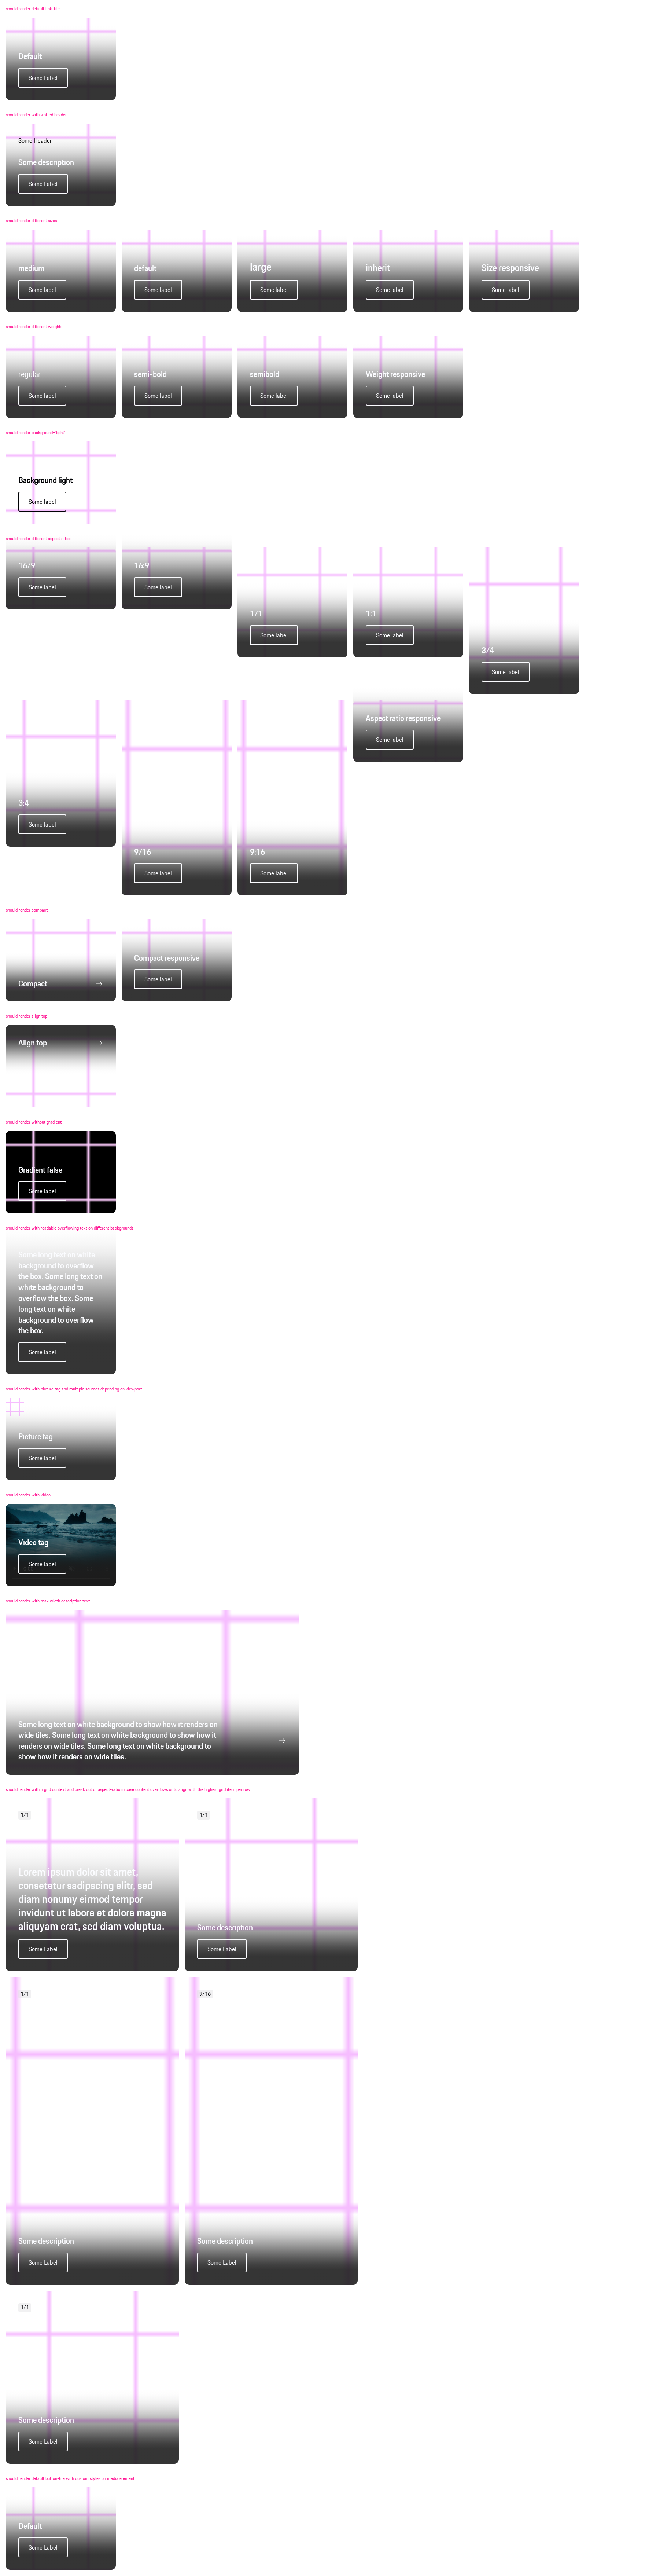 should render default link-tile
Default
Some Label
should render with slotted header
Some Header
Some description
Some Label
should render different sizes
medium
default
large
inherit
Size responsive
Some label
Some label
Some label
Some label
Some label
should render different weights
regular
semi-bold
semibold
Weight responsive
Some label
Some label
Some label
Some label
should render background='light'
Background light
Some label
should render different aspect ratios
16/9
16:9
Some label
Some label
1/1
1:1
Some label
Some label
3/4
Some label
Aspect ratio responsive
Some label
3:4
Some label
9/16
9:16
Some label
Some label
should render compact
Compact
Compact responsive
Some label
should render align top
Align top
should render without gradient
Gradient false
Some label
should render with readable overflowing text on different backgrounds
Some long text on white
background to overflow
the box. Some long text on
white background to
overflow the box. Some
long text on white
background to overflow
the box.
Some label
should render with picture tag and multiple sources depending on viewport
Picture tag
Some label
should render with video
Video tag
Some label
should render with max width description text
Some long text on white background to show how it renders on
wide tiles. Some long text on white background to show how it
renders on wide tiles. Some long text on white background to
show how it renders on wide tiles.
should render within grid context and break out of aspect-ratio in case content overflows or to align with the highest grid item per row
1/1
1/1
Lorem ipsum dolor sit amet,
consetetur sadipscing elitr, sed
diam nonumy eirmod tempor
invidunt ut labore et dolore magna
aliquyam erat, sed diam voluptua.
Some Label
Some description
Some Label
1/1
9/16
Some description
Some description
Some Label
Some Label
1/1
Some description
Some Label
should render default button-tile with custom styles on media element
Default
Some Label